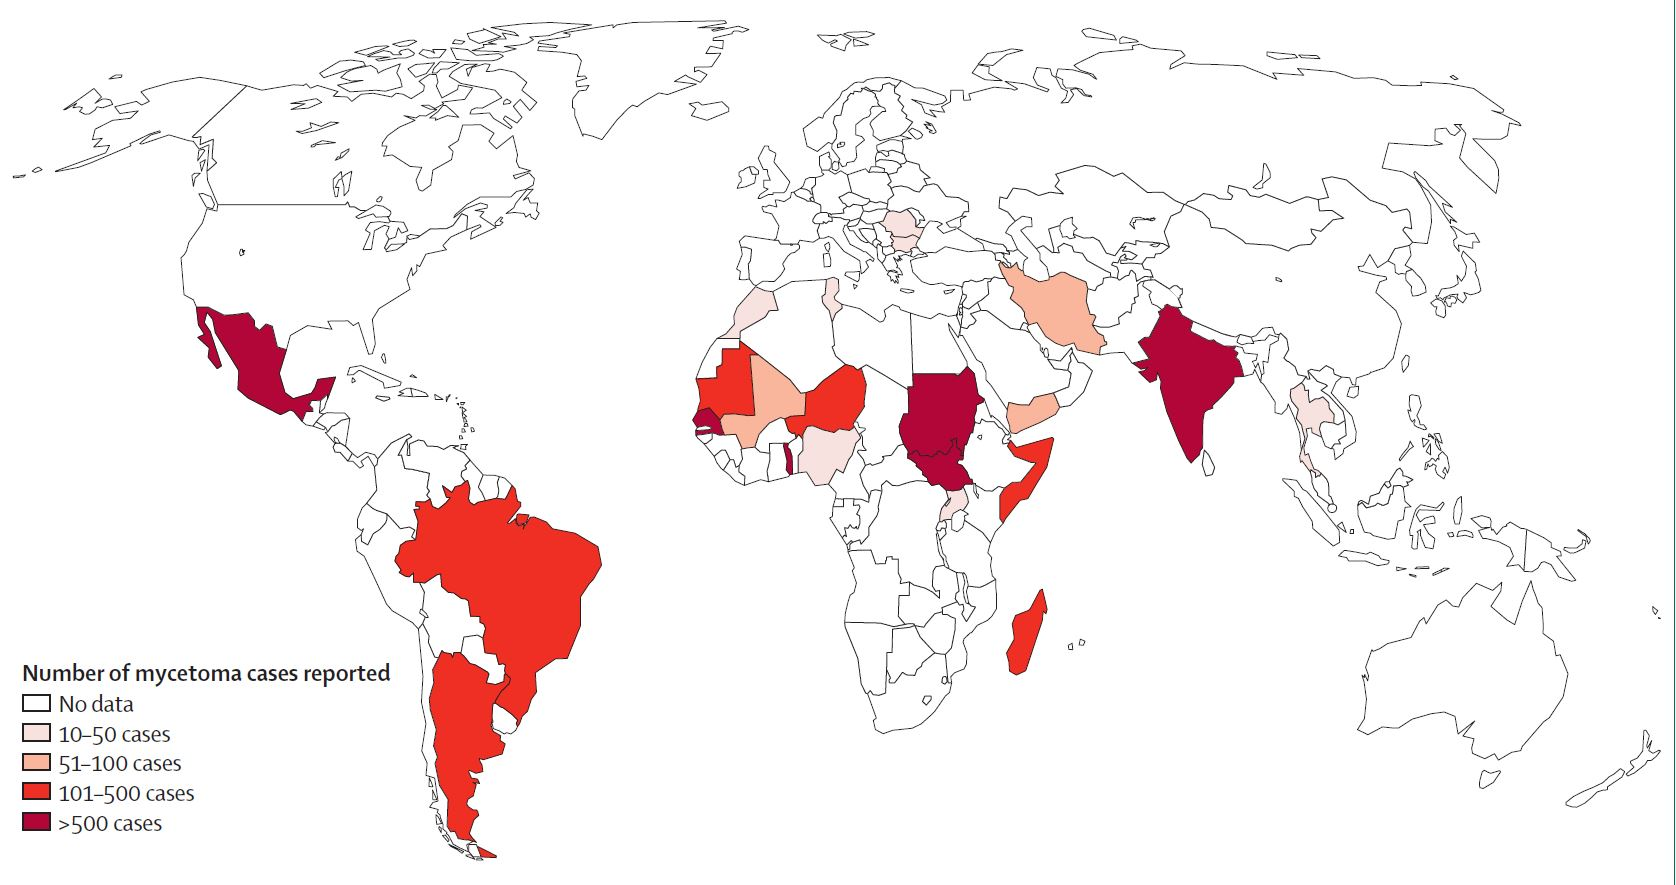 Number of mycetoma cases reported
No data
10–50 cases
51–100 cases
101–500 cases
>500 cases